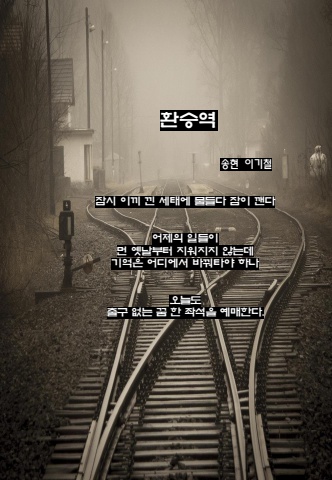 환승역
송현 이기철
잠시 이끼 낀 세태에 물들다 잠이 깬다
어제의 일들이
먼 옛날부터 지워지지 않는데
기억은 어디에서 바꿔타야 하나
오늘도
출구 없는 꿈 한 좌석을 예매한다.